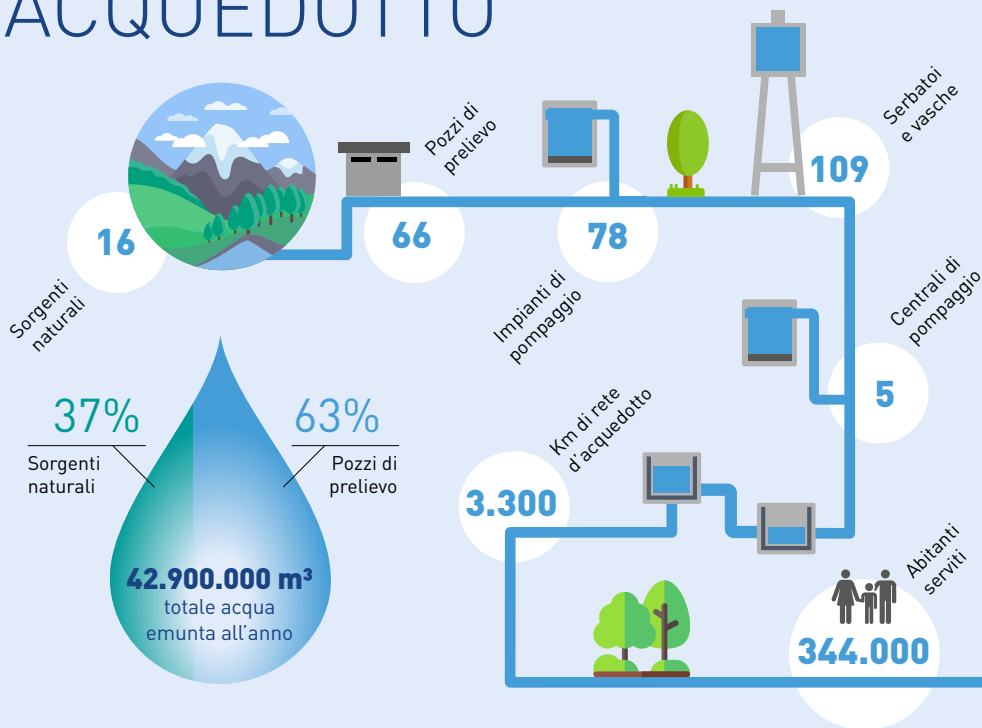 ACQUEDOTTO
16
Sorgenti
naturali
66
Pozzi di
prelievo
78
Impianti di
pompaggio
109
Serbatoi
e vasche
5
Centrali di
pompaggio
3.300
Km di rete
d'acquedotto
344.000
Abitanti
serviti
37%
Sorgenti
naturali
63%
Pozzi di
prelievo
42.900.000 m³
totale acqua
emunta all'anno